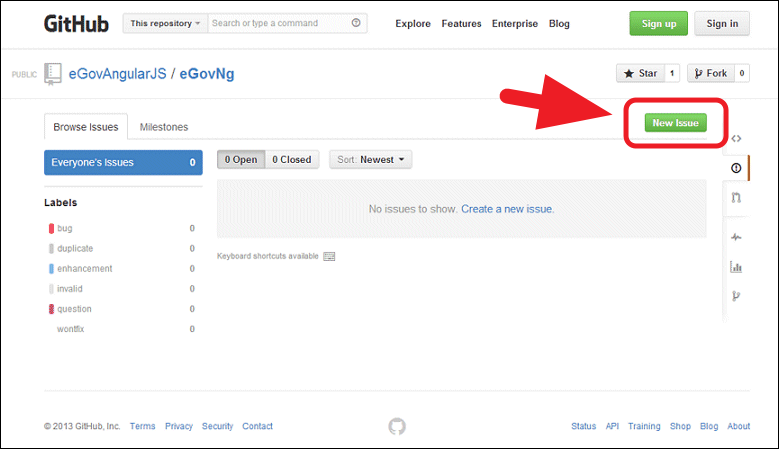 GitHub This repository Search or type a command Explore Features Enterprise Blog Sign up Sign in
PUBLIC eGovAngularJS / eGovNg Star 1 Fork 0
Browse Issues Milestones New Issue
Everyone's Issues 0 0 Open 0 Closed Sort: Newest
Labels
No issues to show. Create a new issue.
bug 0
duplicate 0
Keyboard shortcuts available
enhancement 0
invalid 0
question 0
wontfix 0
© 2013 GitHub, Inc. Terms Privacy Security Contact Status API Training Shop Blog About